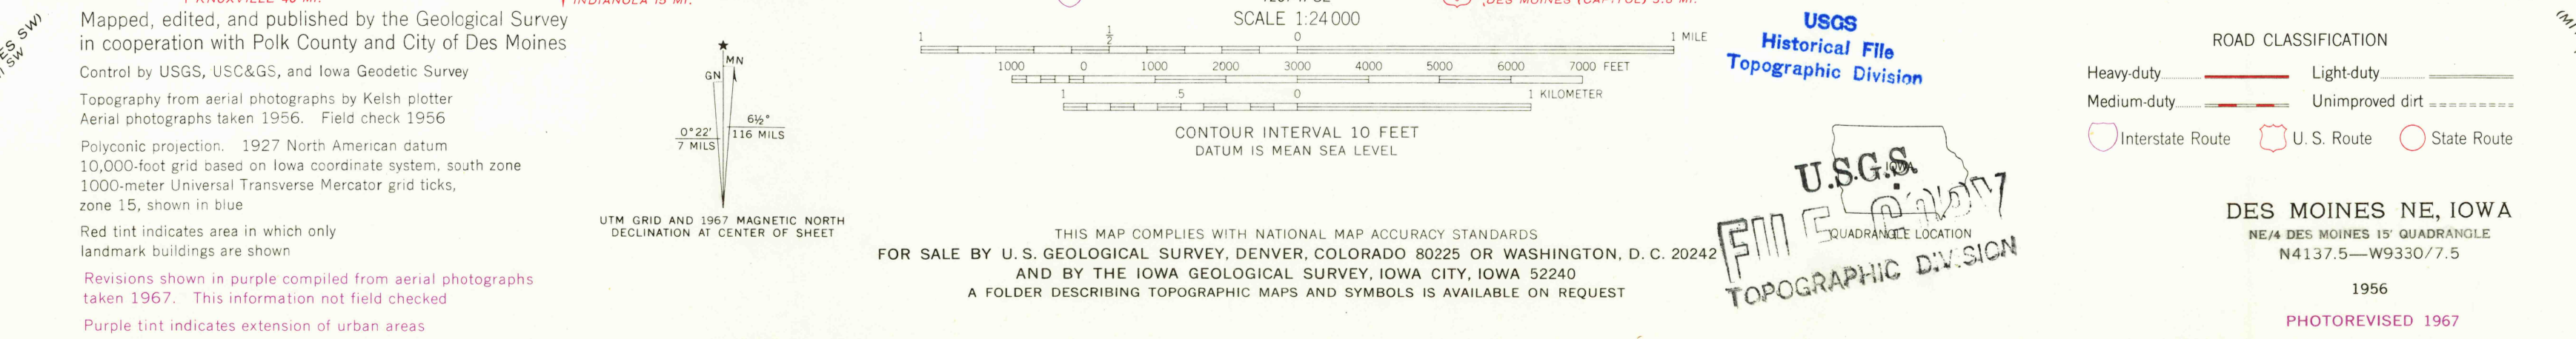 Mapped, edited, and published by the Geological Survey
in cooperation with Polk County and City of Des Moines
Control by USGS, USC&GS, and Iowa Geodetic Survey
Topography from aerial photographs by Kelsh plotter
Aerial photographs taken 1956. Field check 1956
Polyconic projection. 1927 North American datum
10,000-foot grid based on Iowa coordinate system, south zone
1000-meter Universal Transverse Mercator grid ticks,
zone 15, shown in blue
Red tint indicates area in which only
landmark buildings are shown
Revisions shown in purple compiled from aerial photographs
taken 1967. This information not field checked
Purple tint indicates extension of urban areas
MN
GN
0°22′
7 MILS
6½°
116 MILS
UTM GRID AND 1967 MAGNETIC NORTH
DECLINATION AT CENTER OF SHEET
SCALE 1:24 000
1 ½ 0 1 MILE
1000 0 1000 2000 3000 4000 5000 6000 7000 FEET
1 .5 0 1 KILOMETER
CONTOUR INTERVAL 10 FEET
DATUM IS MEAN SEA LEVEL
THIS MAP COMPLIES WITH NATIONAL MAP ACCURACY STANDARDS
FOR SALE BY U. S. GEOLOGICAL SURVEY, DENVER, COLORADO 80225 OR WASHINGTON, D. C. 20242
AND BY THE IOWA GEOLOGICAL SURVEY, IOWA CITY, IOWA 52240
A FOLDER DESCRIBING TOPOGRAPHIC MAPS AND SYMBOLS IS AVAILABLE ON REQUEST
USGS
Historical File
Topographic Division
U.S.G.S.
FILE COPY
TOPOGRAPHIC DIVISION
IOWA
QUADRANGLE LOCATION
ROAD CLASSIFICATION
Heavy-duty Light-duty
Medium-duty Unimproved dirt
Interstate Route U. S. Route State Route
DES MOINES NE, IOWA
NE/4 DES MOINES 15′ QUADRANGLE
N4137.5—W9330/7.5
1956
PHOTOREVISED 1967